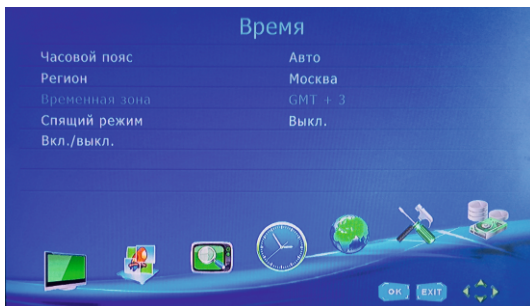 Время
Часовой пояс Авто
Регион Москва
Временная зона GMT + 3
Спящий режим Выкл.
Вкл./выкл.
OK EXIT